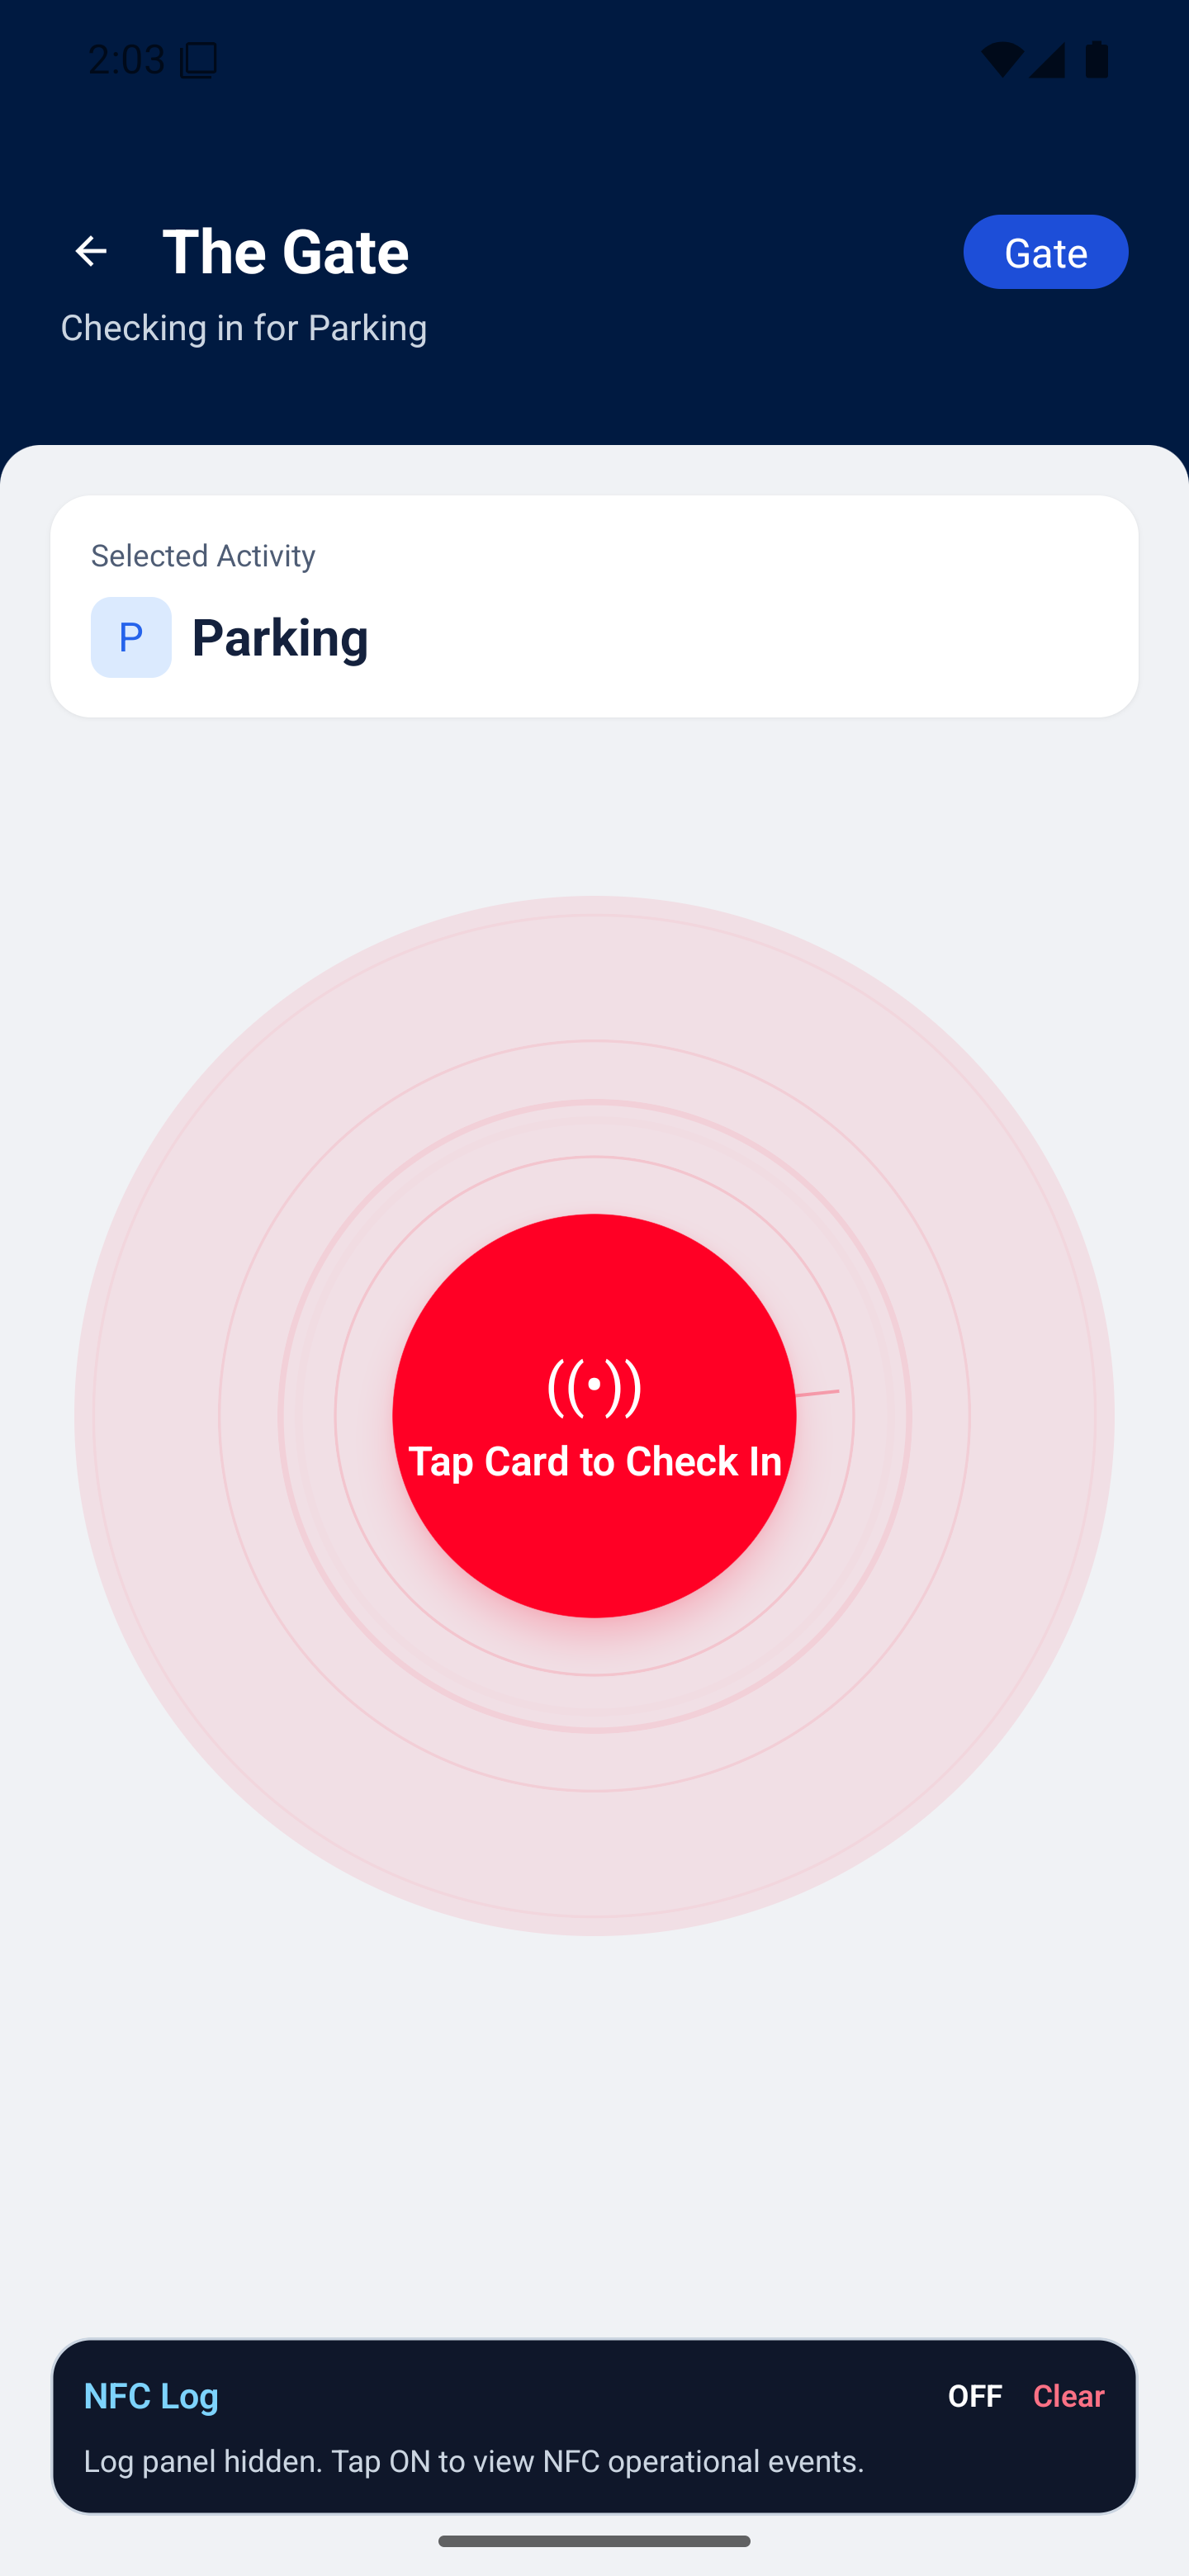 2:03
The Gate
Gate
Checking in for Parking
Selected Activity
P
Parking
((•))
Tap Card to Check In
NFC Log
OFF
Clear
Log panel hidden. Tap ON to view NFC operational events.